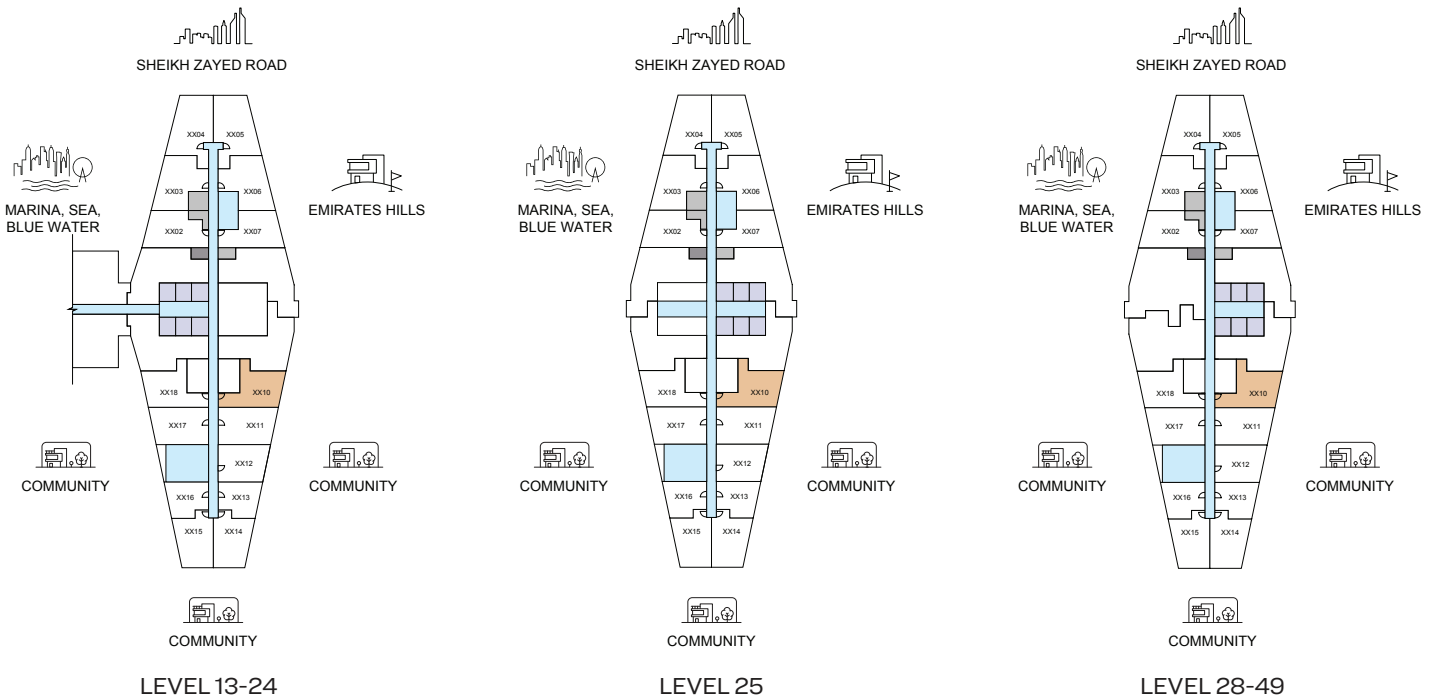 SHEIKH ZAYED ROAD
MARINA, SEA,
BLUE WATER
EMIRATES HILLS
XX04
XX05
XX03
XX06
XX02
XX07
XX18
XX10
XX17
XX11
XX12
XX16
XX13
XX15
XX14
COMMUNITY
COMMUNITY
COMMUNITY
LEVEL 13-24
SHEIKH ZAYED ROAD
MARINA, SEA,
BLUE WATER
EMIRATES HILLS
XX04
XX05
XX03
XX06
XX02
XX07
XX18
XX10
XX17
XX11
XX12
XX16
XX13
XX15
XX14
COMMUNITY
COMMUNITY
COMMUNITY
LEVEL 25
SHEIKH ZAYED ROAD
MARINA, SEA,
BLUE WATER
EMIRATES HILLS
XX04
XX05
XX03
XX06
XX02
XX07
XX18
XX10
XX17
XX11
XX12
XX16
XX13
XX15
XX14
COMMUNITY
COMMUNITY
COMMUNITY
LEVEL 28-49